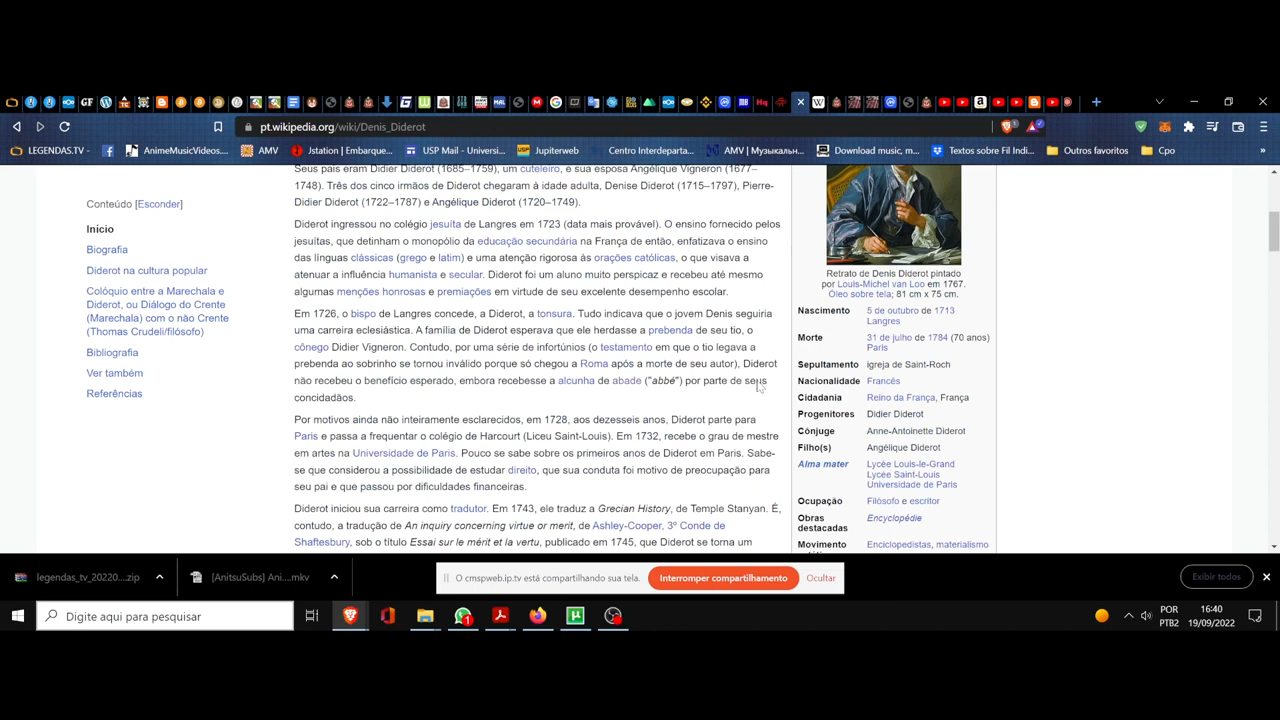 pt.wikipedia.org/wiki/Denis_Diderot
LEGENDAS.TV
AnimeMusicVideos...
AMV
Jstation | Embarque...
USP Mail - Universi...
Jupiterweb
Centro Interdeparta...
AMV | Музыкальн...
Download music, m...
Textos sobre Fil Indi...
Outros favoritos
Cpo
Conteúdo [Esconder]
Início
Biografia
Diderot na cultura popular
Colóquio entre a Marechala e
Diderot, ou Diálogo do Crente
(Marechala) com o não Crente
(Thomas Crudeli/filósofo)
Bibliografia
Ver também
Referências
Seus pais eram Didier Diderot (1685–1759), um cuteleiro, e sua esposa Angélique Vigneron (1677–
1748). Três dos cinco irmãos de Diderot chegaram à idade adulta, Denise Diderot (1715–1797), Pierre-
Didier Diderot (1722–1787) e Angélique Diderot (1720–1749).
Diderot ingressou no colégio jesuíta de Langres em 1723 (data mais provável). O ensino fornecido pelos
jesuítas, que detinham o monopólio da educação secundária na França de então, enfatizava o ensino
das línguas clássicas (grego e latim) e uma atenção rigorosa às orações católicas, o que visava a
atenuar a influência humanista e secular. Diderot foi um aluno muito perspicaz e recebeu até mesmo
algumas menções honrosas e premiações em virtude de seu excelente desempenho escolar.
Em 1726, o bispo de Langres concede, a Diderot, a tonsura. Tudo indicava que o jovem Denis seguiria
uma carreira eclesiástica. A família de Diderot esperava que ele herdasse a prebenda de seu tio, o
cônego Didier Vigneron. Contudo, por uma série de infortúnios (o testamento em que o tio legava a
prebenda ao sobrinho se tornou inválido porque só chegou a Roma após a morte de seu autor), Diderot
não recebeu o benefício esperado, embora recebesse a alcunha de abade ("abbé") por parte de seus
concidadãos.
Por motivos ainda não inteiramente esclarecidos, em 1728, aos dezesseis anos, Diderot parte para
Paris e passa a frequentar o colégio de Harcourt (Liceu Saint-Louis). Em 1732, recebe o grau de mestre
em artes na Universidade de Paris. Pouco se sabe sobre os primeiros anos de Diderot em Paris. Sabe-
se que considerou a possibilidade de estudar direito, que sua conduta foi motivo de preocupação para
seu pai e que passou por dificuldades financeiras.
Diderot iniciou sua carreira como tradutor. Em 1743, ele traduz a Grecian History, de Temple Stanyan. É,
contudo, a tradução de An inquiry concerning virtue or merit, de Ashley-Cooper, 3º Conde de
Shaftesbury, sob o título Essai sur le mérit et la vertu, publicado em 1745, que Diderot se torna um
Retrato de Denis Diderot pintado
por Louis-Michel van Loo em 1767.
Óleo sobre tela; 81 cm x 75 cm.
Nascimento 5 de outubro de 1713
Langres
Morte 31 de julho de 1784 (70 anos)
Paris
Sepultamento Igreja de Saint-Roch
Nacionalidade Francês
Cidadania Reino da França, França
Progenitores Didier Diderot
Cônjuge Anne-Antoinette Diderot
Filho(s) Angélique Diderot
Alma mater Lycée Louis-le-Grand
Lycée Saint-Louis
Universidade de Paris
Ocupação Filósofo e escritor
Obras Encyclopédie
destacadas
Movimento Enciclopedistas, materialismo
legendas_tv_20220....zip
[AnitsuSubs] Ani....mkv
O cmspweb.ip.tv está compartilhando sua tela.
Interromper compartilhamento
Ocultar
Exibir todos
Digite aqui para pesquisar
POR
PTB2
16:40
19/09/2022